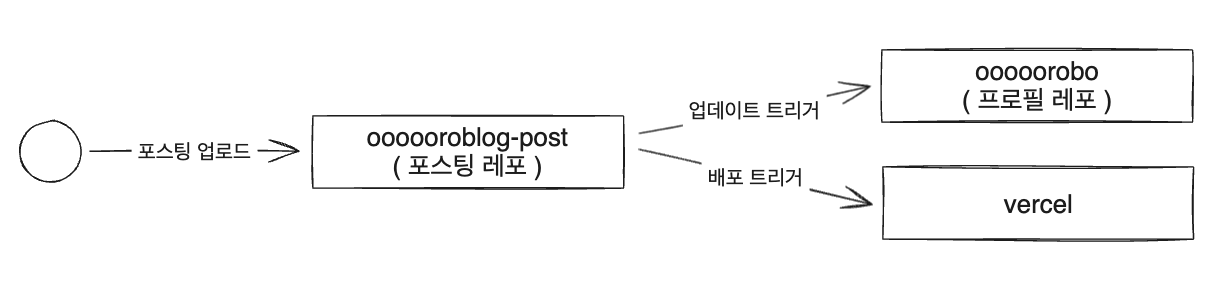 포스팅 업로드
oooooroblog-post
( 포스팅 레포 )
업데이트 트리거
배포 트리거
ooooorobo
( 프로필 레포 )
vercel